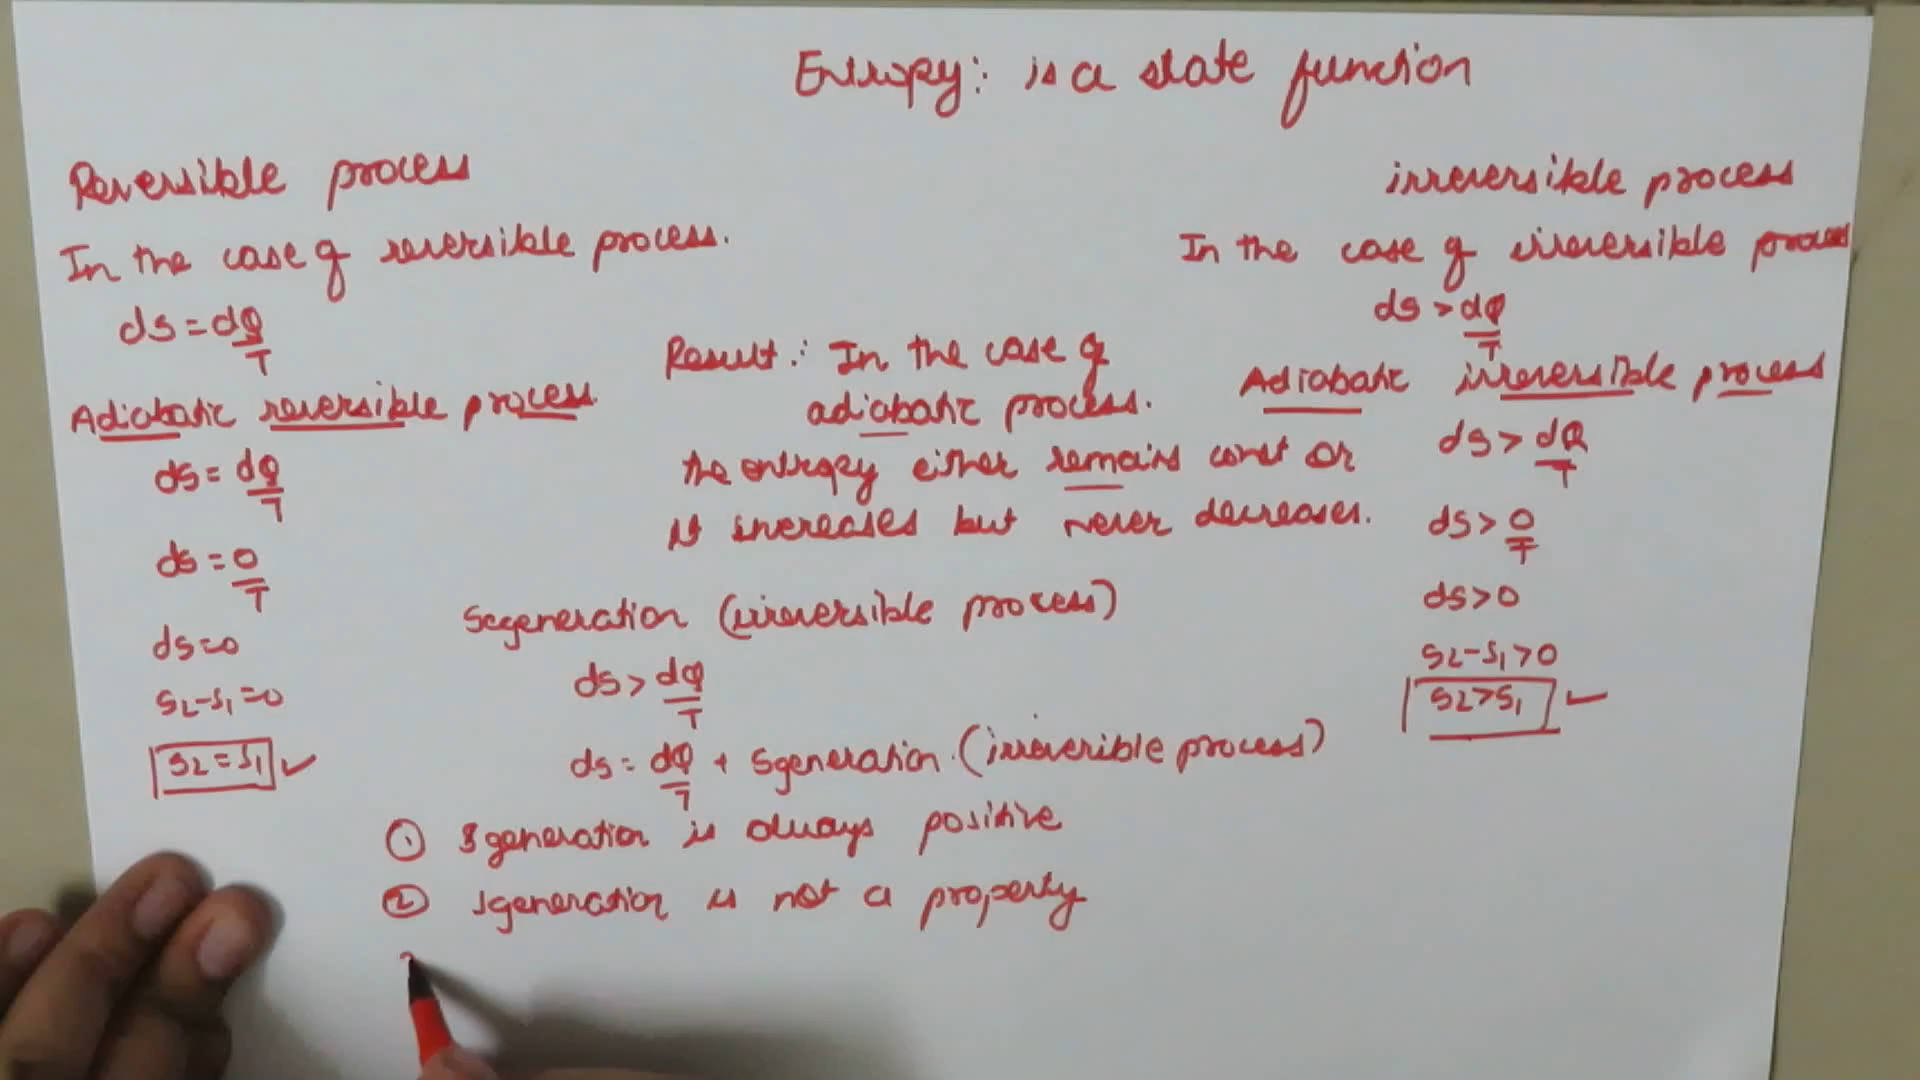 Entropy: is a state function
Reversible process
In the case of reversible process.
ds = dQ/T
Adiabatic reversible process
ds = dQ/T
ds = 0/T
ds=0
S2-S1=0
S2=S1 ✓
Result: In the case of
adiabatic process.
the entropy either remains const or
it increases but never decreases.
Sgeneration (irreversible process)
ds > dQ/T
ds = dQ/T + Sgeneration. (irreverible process)
① Sgeneration is always positive
② Sgeneration is not a property
irreversible process
In the case of irreversible process
ds > dQ/T
Adiabatic irreversible process
ds > dQ/T
ds > 0/T
ds>0
S2-S1>0
S2>S1 ✓